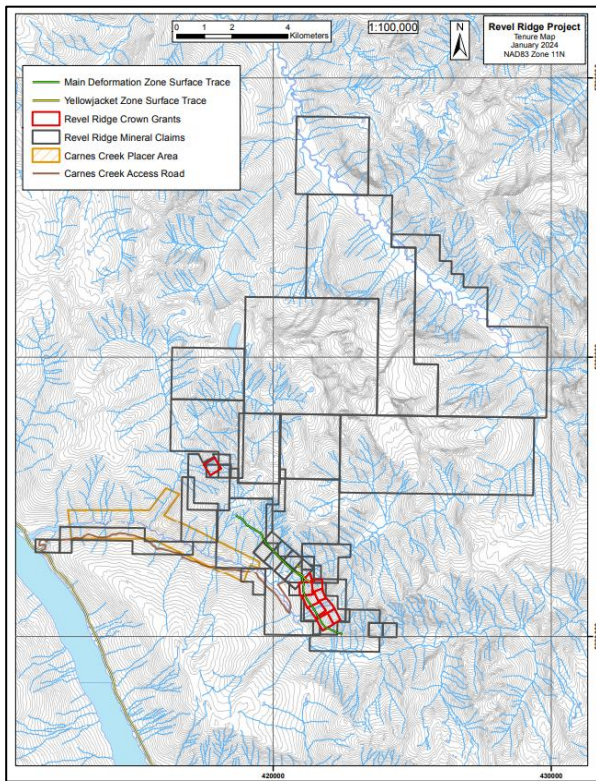 0 1 2 4
Kilometers
1:100,000
N
Revel Ridge Project
Tenure Map
January 2024
NAD83 Zone 11N
Main Deformation Zone Surface Trace
Yellowjacket Zone Surface Trace
Revel Ridge Crown Grants
Revel Ridge Mineral Claims
Carnes Creek Placer Area
Carnes Creek Access Road
420000
430000